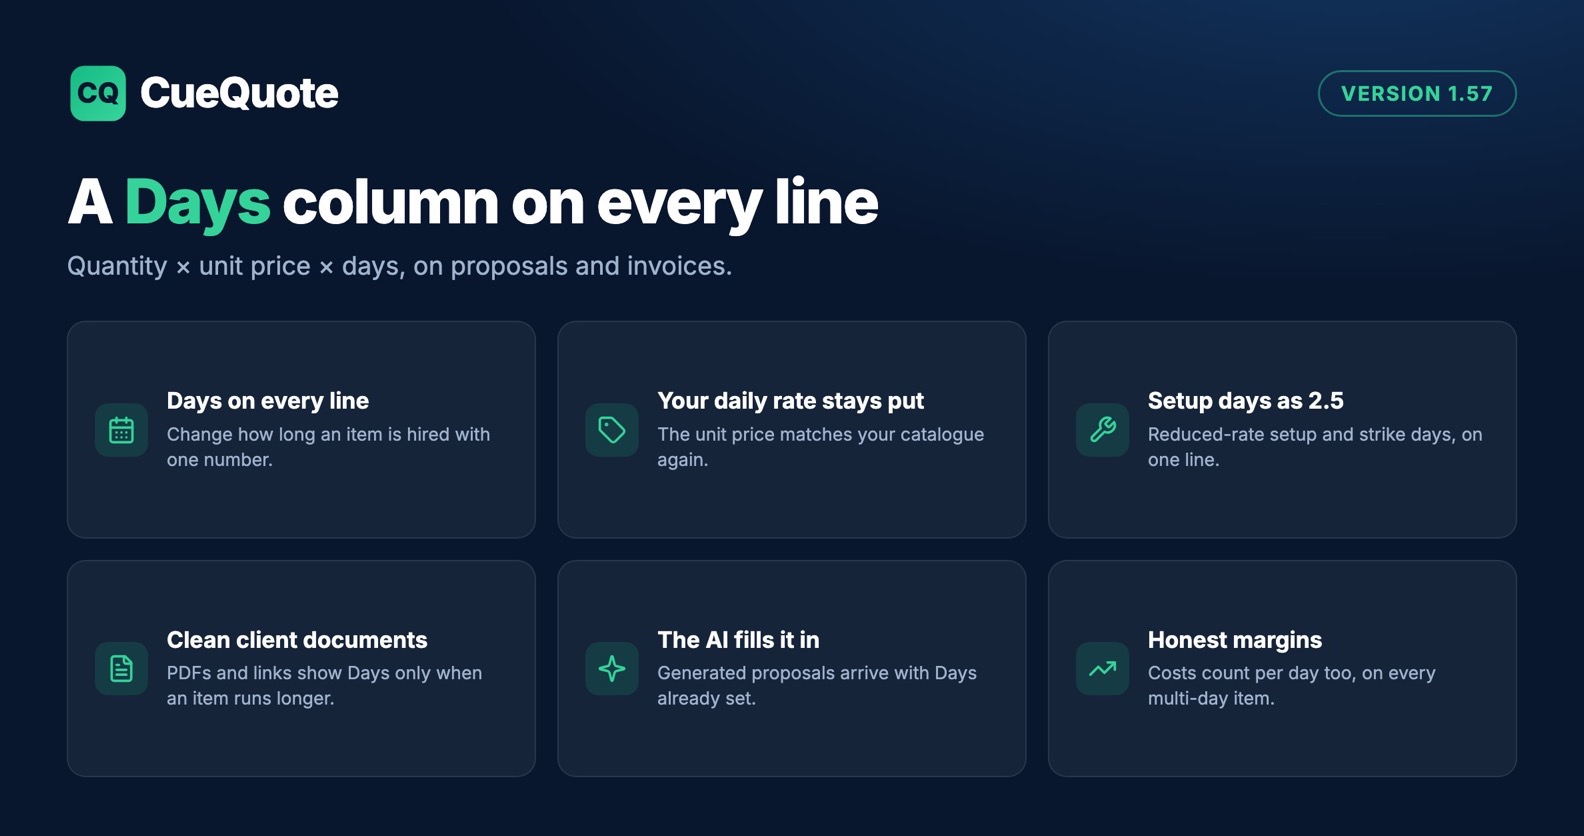 CQ CueQuote
VERSION 1.57
A Days column on every line
Quantity × unit price × days, on proposals and invoices.
Days on every line
Change how long an item is hired with
one number.
Your daily rate stays put
The unit price matches your catalogue
again.
Setup days as 2.5
Reduced-rate setup and strike days, on
one line.
Clean client documents
PDFs and links show Days only when
an item runs longer.
The AI fills it in
Generated proposals arrive with Days
already set.
Honest margins
Costs count per day too, on every
multi-day item.